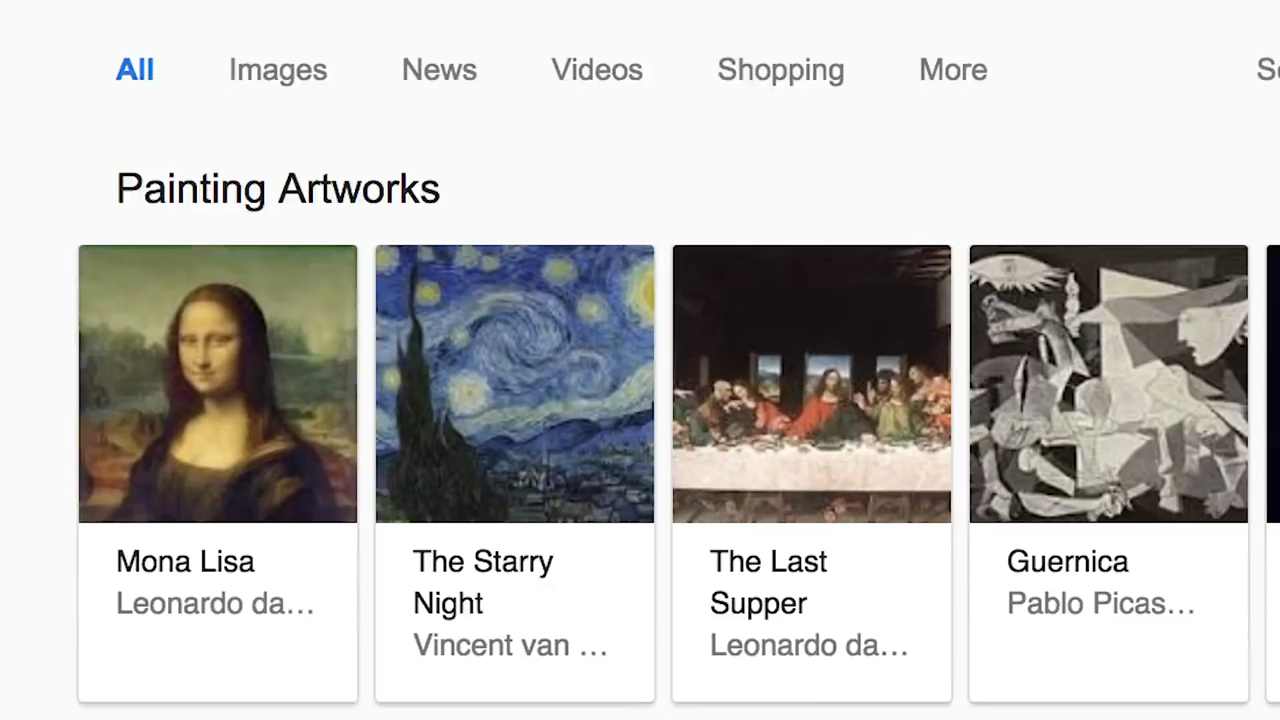 All Images News Videos Shopping More
Painting Artworks
Mona Lisa
Leonardo da...
The Starry
Night
Vincent van ...
The Last
Supper
Leonardo da...
Guernica
Pablo Picas...